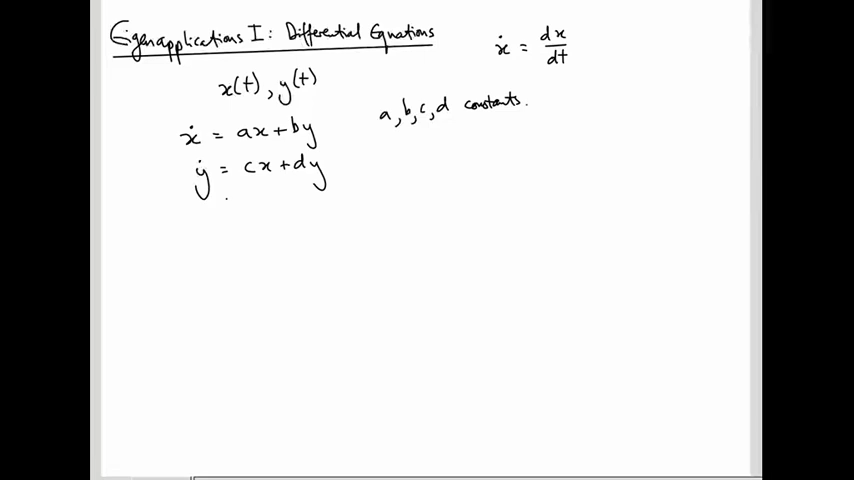 Eigenapplications I: Differential Equations
ẋ = dx/dt
x(t), y(t)
a, b, c, d constants.
ẋ = ax + by
ẏ = cx + dy